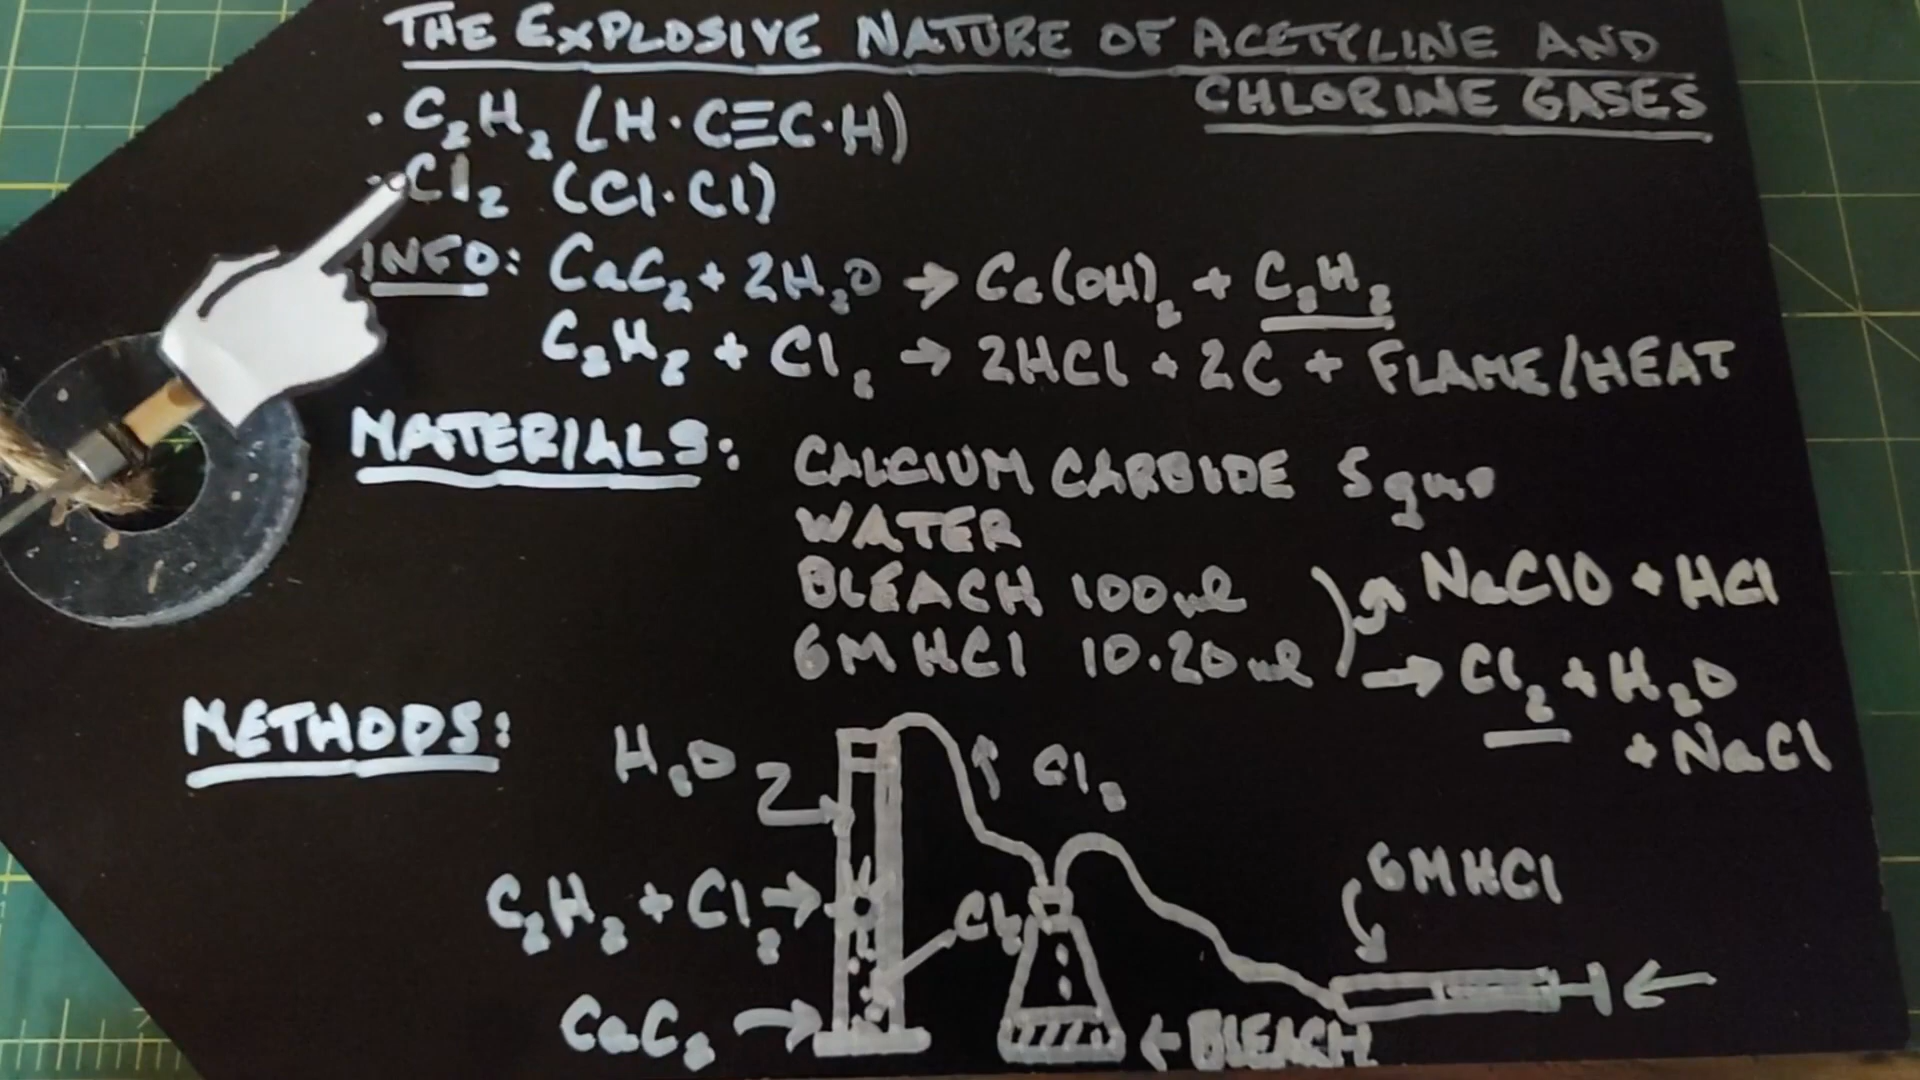 THE EXPLOSIVE NATURE OF ACETYLINE AND
CHLORINE GASES
· C₂H₂ (H·C≡C·H)
· Cl₂ (Cl·Cl)
INFO: CaC₂ + 2H₂O → Ca(OH)₂ + C₂H₂
C₂H₂ + Cl₂ → 2HCl + 2C + FLAME/HEAT
MATERIALS:
CALCIUM CARBIDE 5 gms
WATER
BLEACH 100ml
6M HCl 10-20ml
NaClO + HCl
→ Cl₂ + H₂O
+ NaCl
METHODS:
H₂O
↑ Cl₂
6M HCl
C₂H₂ + Cl₂ →
Cl₂
CaC₂ →
← BLEACH